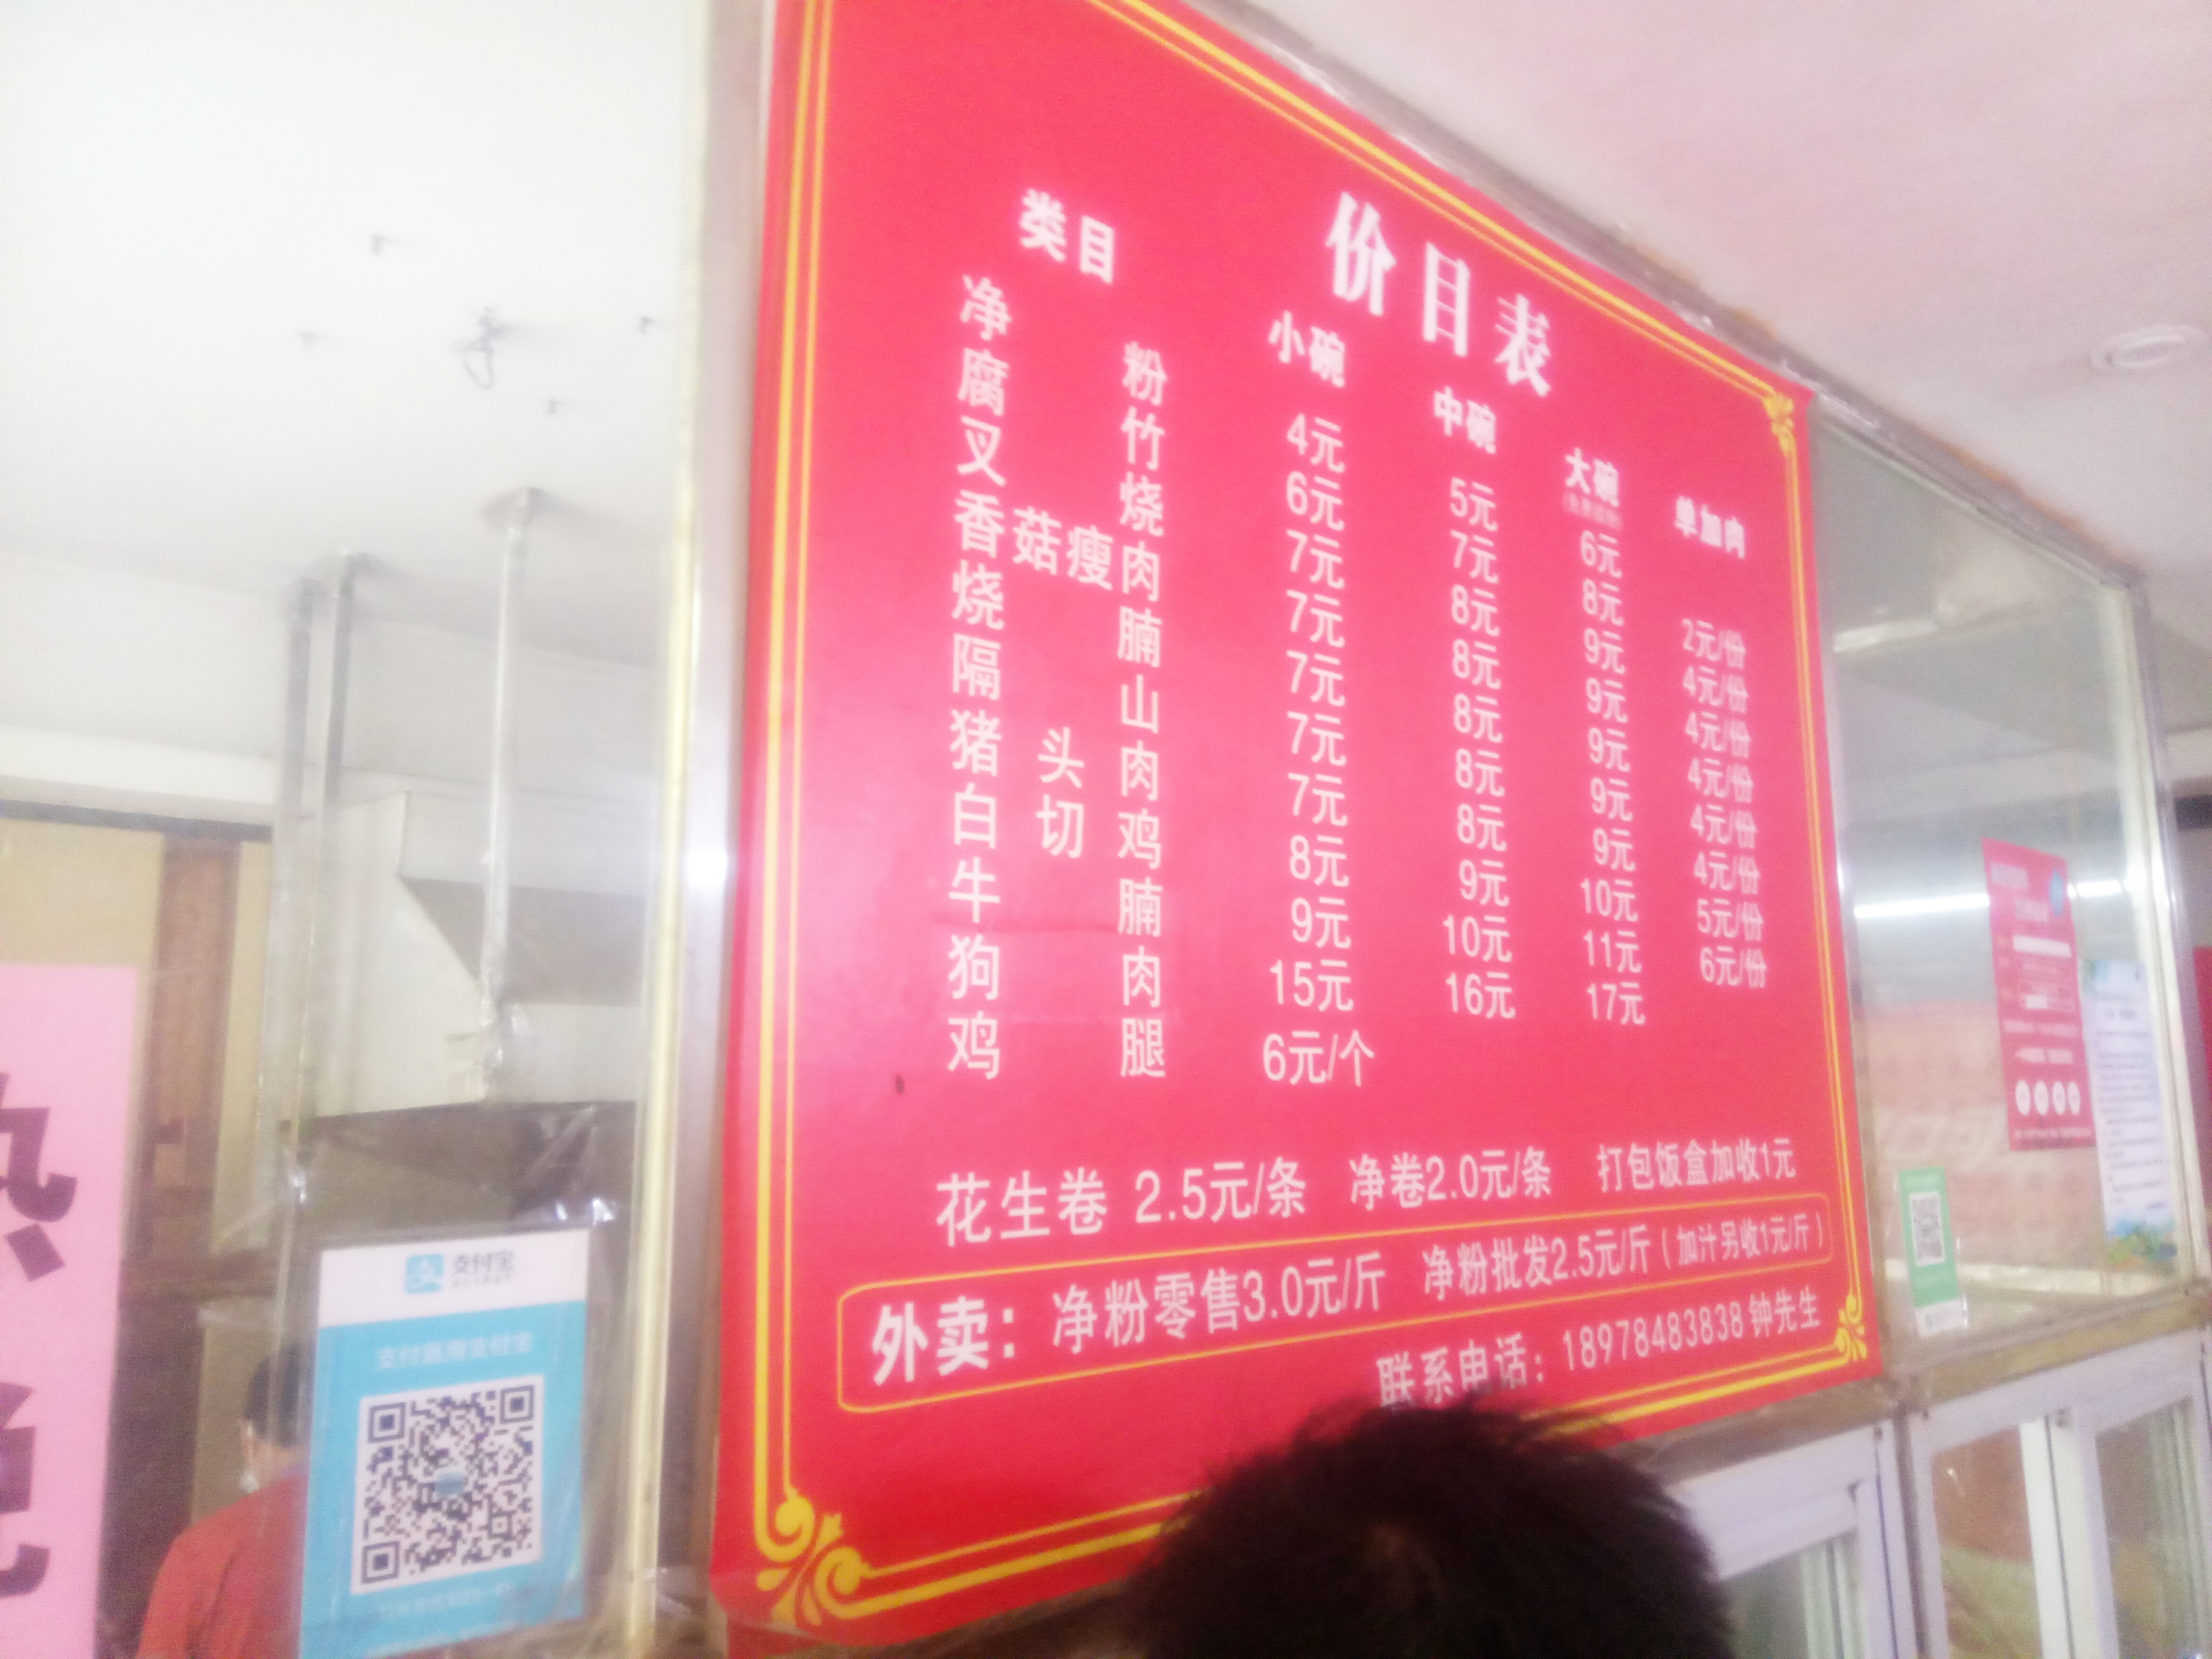 价目表
类目 小碗 中碗 大碗 单加肉
净粉 4元 5元 6元
腐竹 6元 7元 8元 2元/份
叉烧 7元 8元 9元 4元/份
香菇瘦肉 7元 8元 9元 4元/份
烧腩 7元 8元 9元 4元/份
隔山 7元 8元 9元 4元/份
猪头肉 7元 8元 9元 4元/份
白切鸡 8元 9元 10元 5元/份
牛腩 9元 10元 11元 6元/份
狗肉 15元 16元 17元
鸡腿 6元/个
花生卷 2.5元/条 净卷2.0元/条 打包饭盒加收1元
外卖：净粉零售3.0元/斤 净粉批发2.5元/斤（加汁另收1元/斤）
联系电话：18978483838 钟先生
支付宝
支付就用支付宝